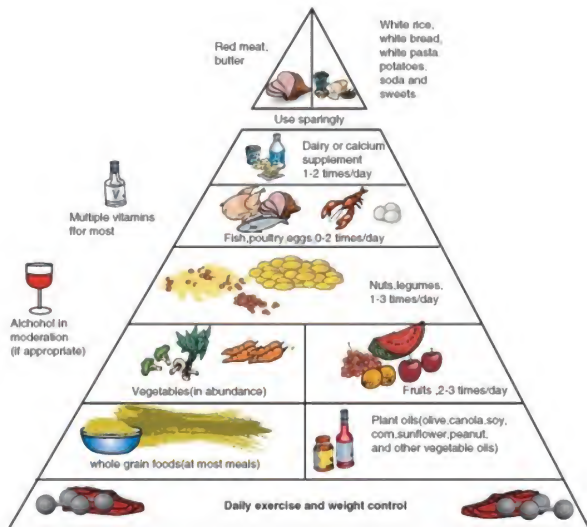 Red meat,
butter
White rice,
white bread,
white pasta
potatoes,
soda and
sweets
Use sparingly
Dairy or calcium
supplement
1-2 times/day
V
Multiple vitamins
ffor most
Fish,poultry,eggs,0-2 times/day
Nuts,legumes,
1-3 times/day
Alchohol in
moderation
(if appropriate)
Vegetables(in abundance)
Fruits ,2-3 times/day
whole grain foods(at most meals)
Plant oils(olive,canola,soy,
corn,sunflower,peanut,
and other vegetable oils)
Daily exercise and weight control